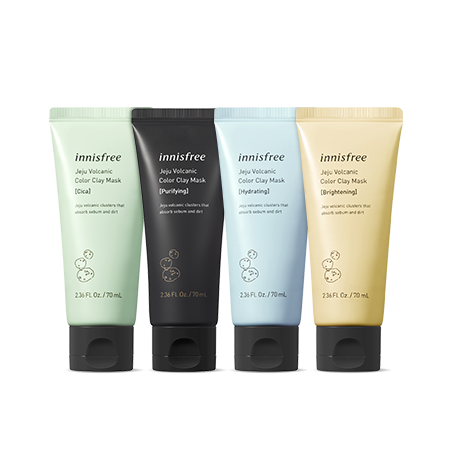 innisfree
Jeju Volcanic
Color Clay Mask
[Cica]
Jeju volcanic clusters that
absorb sebum and dirt
2.36 FL Oz. / 70 mL
innisfree
Jeju Volcanic
Color Clay Mask
[Purifying]
Jeju volcanic clusters that
absorb sebum and dirt
2.36 FL Oz. / 70 mL
innisfree
Jeju Volcanic
Color Clay Mask
[Hydrating]
Jeju volcanic clusters that
absorb sebum and dirt
2.36 FL Oz. / 70 mL
innisfree
Jeju Volcanic
Color Clay Mask
[Brightening]
Jeju volcanic clusters that
absorb sebum and dirt
2.36 FL Oz. / 70 mL